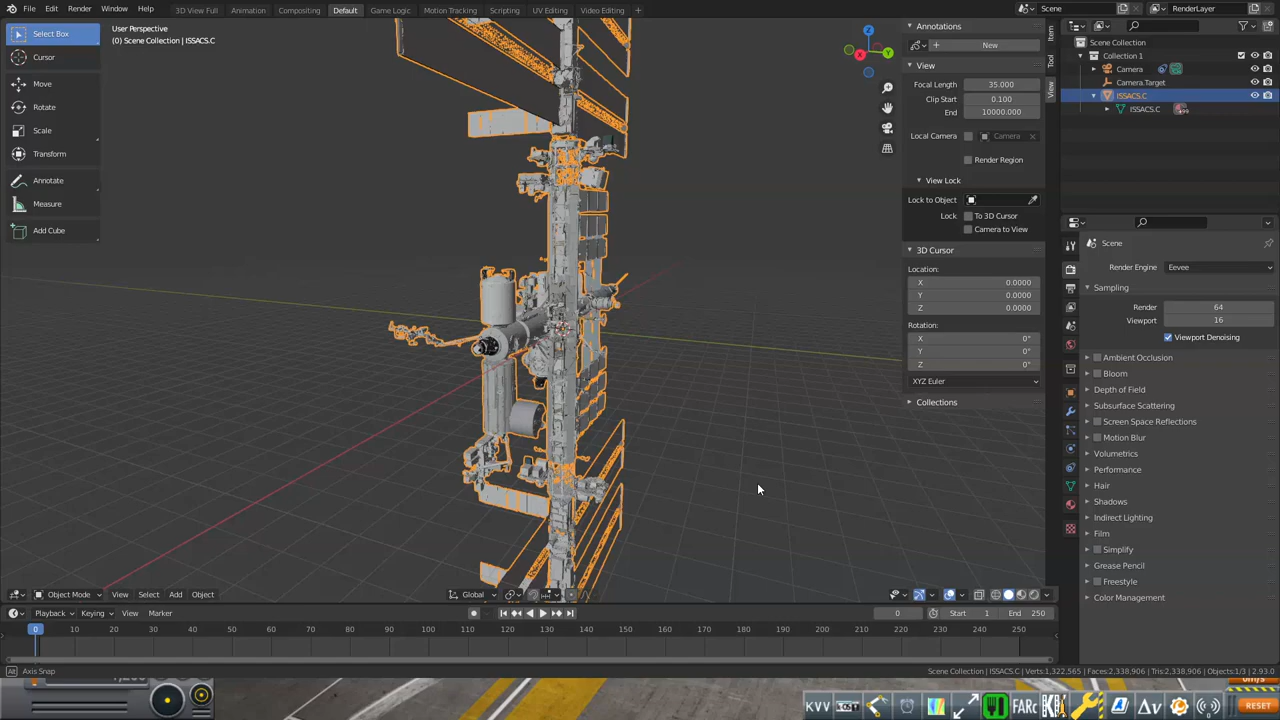 File Edit Render Window Help 3D View Full Animation Compositing Default Game Logic Motion Tracking Scripting UV Editing Video Editing + Scene RenderLayer
Select Box
Cursor
Move
Rotate
Scale
Transform
Annotate
Measure
Add Cube
User Perspective
(0) Scene Collection | ISSACS.C
Z
Y
X
Annotations
+ New
View
Focal Length 35.000
Clip Start 0.100
End 10000.000
Local Camera Camera
Render Region
View Lock
Lock to Object
Lock To 3D Cursor
Camera to View
3D Cursor
Location:
X 0.0000
Y 0.0000
Z 0.0000
Rotation:
X 0°
Y 0°
Z 0°
XYZ Euler
Collections
Item
Tool
View
Scene Collection
Collection 1
Camera
Camera.Target
ISSACS.C
ISSACS.C
Scene
Render Engine Eevee
Sampling
Render 64
Viewport 16
Viewport Denoising
Ambient Occlusion
Bloom
Depth of Field
Subsurface Scattering
Screen Space Reflections
Motion Blur
Volumetrics
Performance
Hair
Shadows
Indirect Lighting
Film
Simplify
Grease Pencil
Freestyle
Color Management
Object Mode View Select Add Object Global
Playback Keying View Marker 0 Start 1 End 250
0 10 20 30 40 50 60 70 80 90 100 110 120 130 140 150 160 170 180 190 200 210 220 230 240 250
Alt Axis Snap Scene Collection | ISSACS.C | Verts:1,322,565 | Faces:2,338,906 | Tris:2,338,906 | Objects:1/3 | 2.93.0
KVV FARc Δv RESET